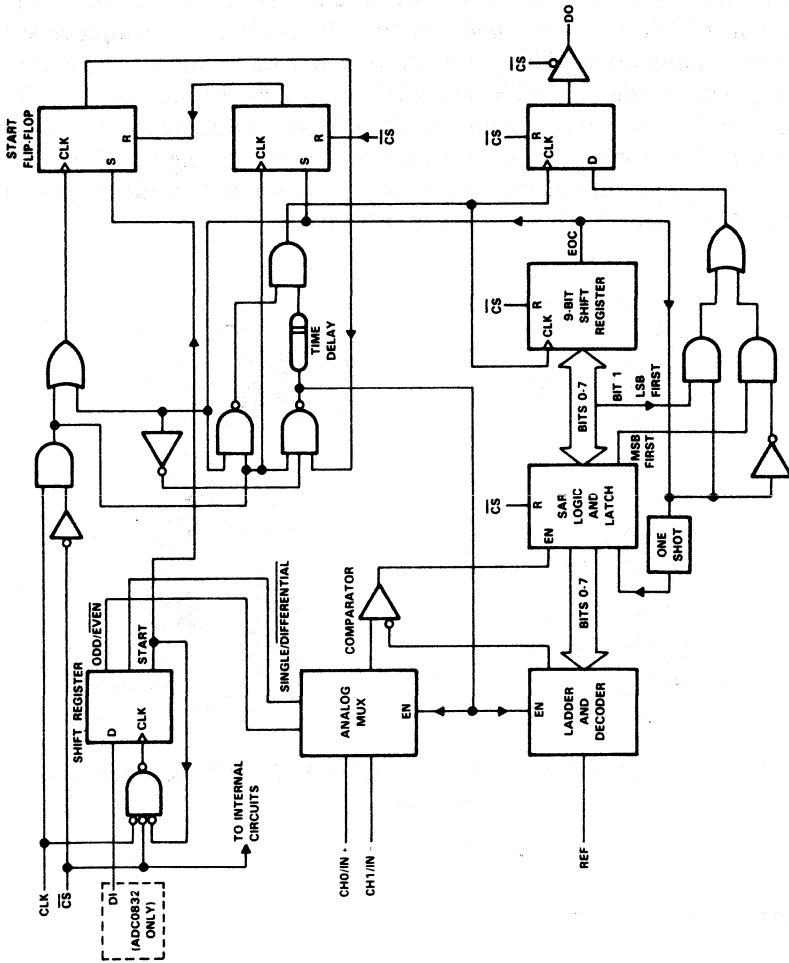 START
FLIP-FLOP
CLK
S
R
CLK
S
R
CS
CS
DO
CS
R
CLK
D
TIME
DELAY
CS
R
CLK
9-BIT
SHIFT
REGISTER
EOC
BITS 0-7
BIT 1
LSB
FIRST
MSB
FIRST
CS
R
EN
SAR
LOGIC
AND
LATCH
ONE
SHOT
BITS 0-7
COMPARATOR
SHIFT REGISTER
D
CLK
ODD/EVEN
START
SINGLE/DIFFERENTIAL
CLK
CS
DI
(ADC0832
ONLY)
TO INTERNAL
CIRCUITS
ANALOG
MUX
EN
CH0/IN +
CH1/IN -
EN
LADDER
AND
DECODER
REF